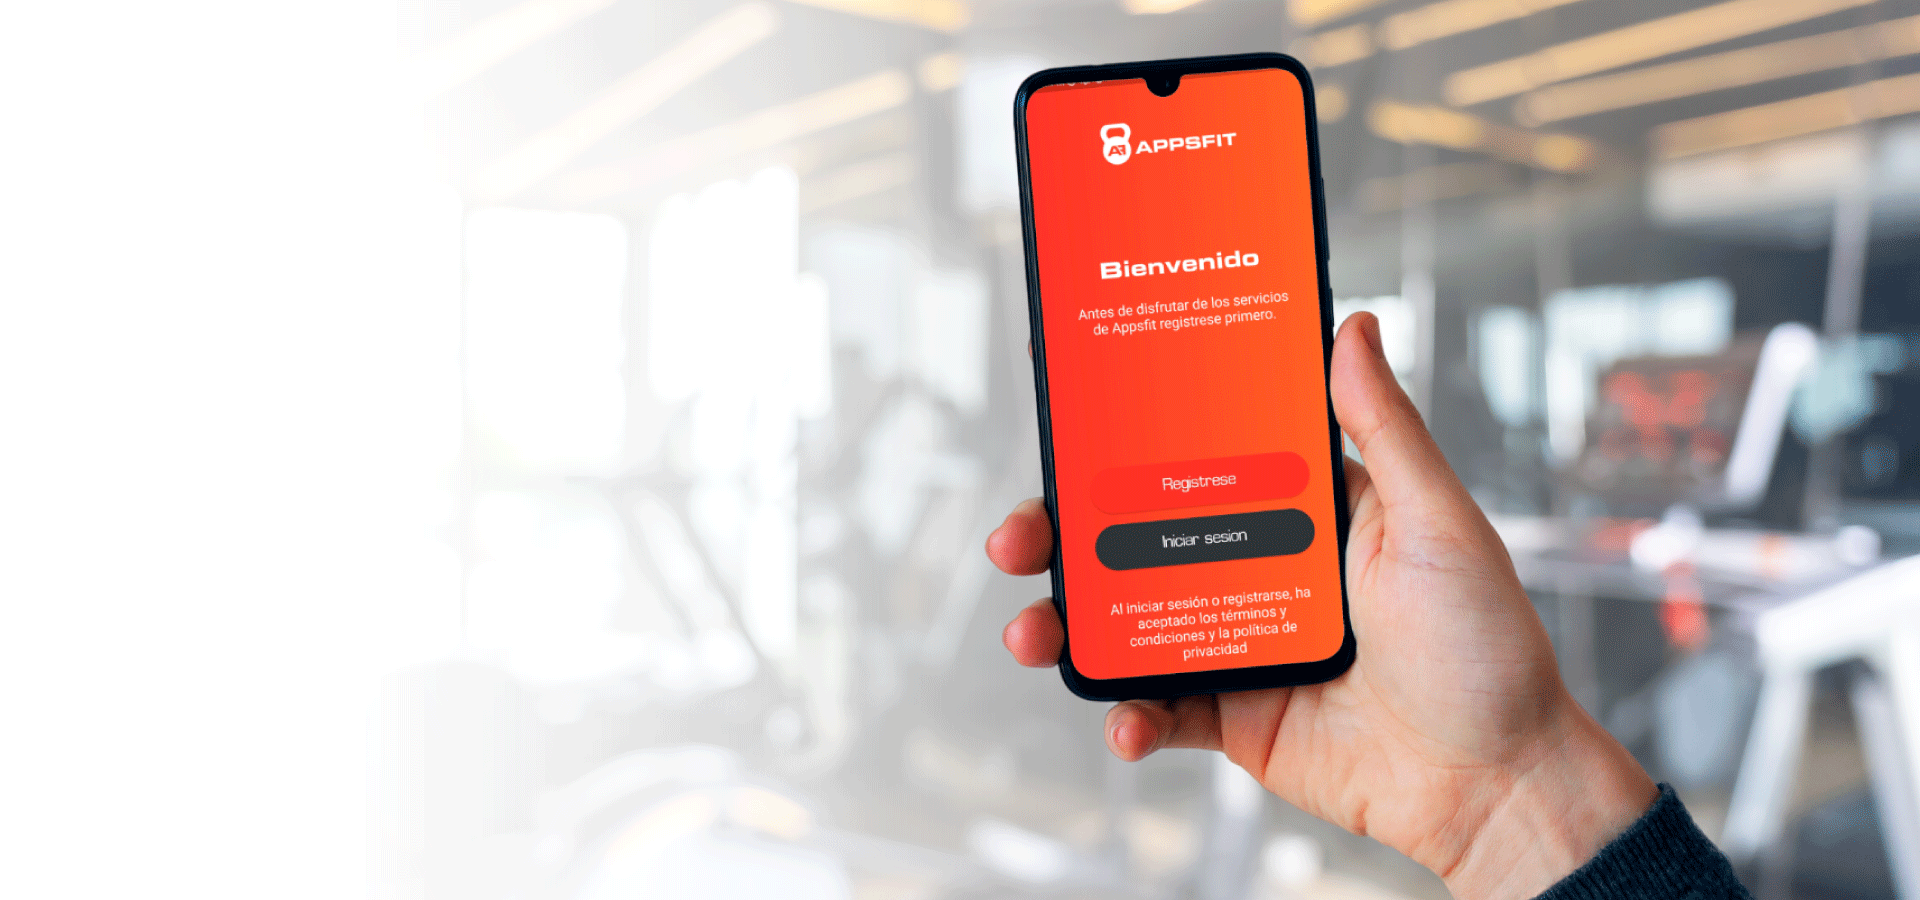 AF APPSFIT
Bienvenido
Antes de disfrutar de los servicios
de Appsfit registrese primero.
Registrese
Iniciar sesion
Al iniciar sesión o registrarse, ha
aceptado los términos y
condiciones y la política de
privacidad